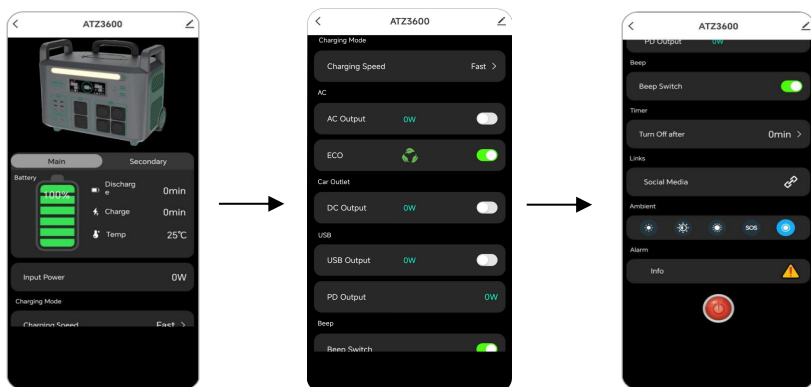 ATZ3600
Main Secondary
Battery
100%
Discharg
e
0min
Charge 0min
Temp 25℃
Input Power 0W
Charging Mode
Charging Speed Fast >
ATZ3600
Charging Mode
Charging Speed Fast >
AC
AC Output 0W
ECO
Car Outlet
DC Output 0W
USB
USB Output 0W
PD Output 0W
Beep
Beep Switch
ATZ3600
PD Output 0W
Beep
Beep Switch
Timer
Turn Off after 0min >
Links
Social Media
Ambient
SOS
Alarm
Info